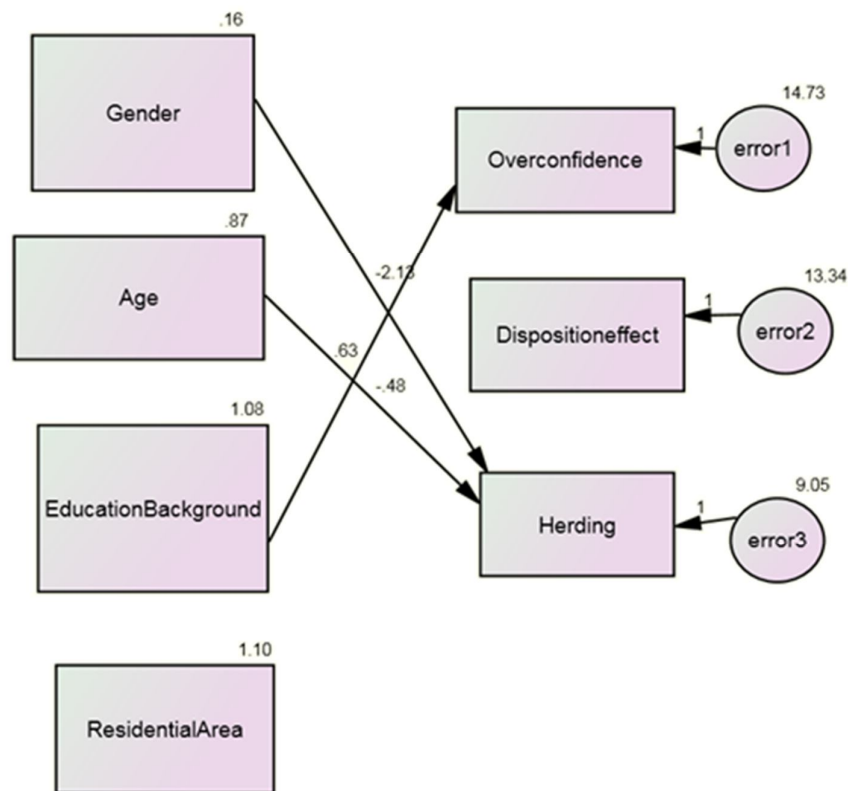 .16
Gender
14.73
Overconfidence
1
error1
.87
Age
-2.13
13.34
Dispositioneffect
1
error2
.63
-.48
1.08
EducationBackground
9.05
Herding
1
error3
1.10
ResidentialArea